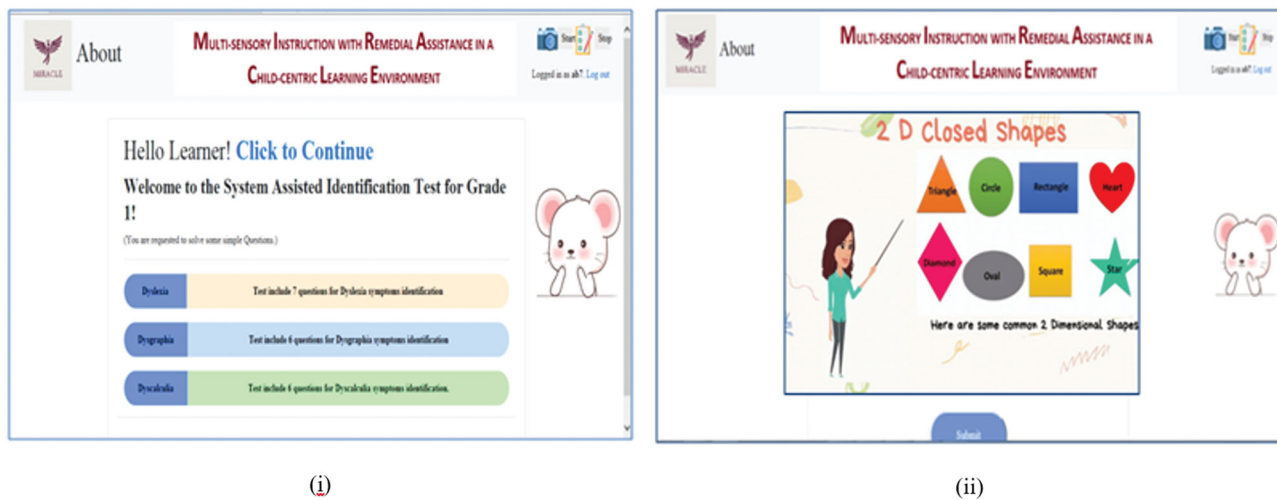 MIRACLE
About
MULTI-SENSORY INSTRUCTION WITH REMEDIAL ASSISTANCE IN A
CHILD-CENTRIC LEARNING ENVIRONMENT
Start Stop
Logged in as ab7. Log out
Hello Learner! Click to Continue
Welcome to the System Assisted Identification Test for Grade
1!
(You are requested to solve some simple Questions.)
Dyslexia Test include 7 questions for Dyslexia symptoms identification
Dysgraphia Test include 6 questions for Dysgraphia symptoms identification
Dyscalculia Test include 6 questions for Dyscalculia symptoms identification.
(i)
MIRACLE
About
MULTI-SENSORY INSTRUCTION WITH REMEDIAL ASSISTANCE IN A
CHILD-CENTRIC LEARNING ENVIRONMENT
Start Stop
Logged in as ab7. Log out
2 D Closed Shapes
Triangle Circle Rectangle Heart
Diamond Oval Square Star
Here are some common 2 Dimensional Shapes
Submit
(ii)